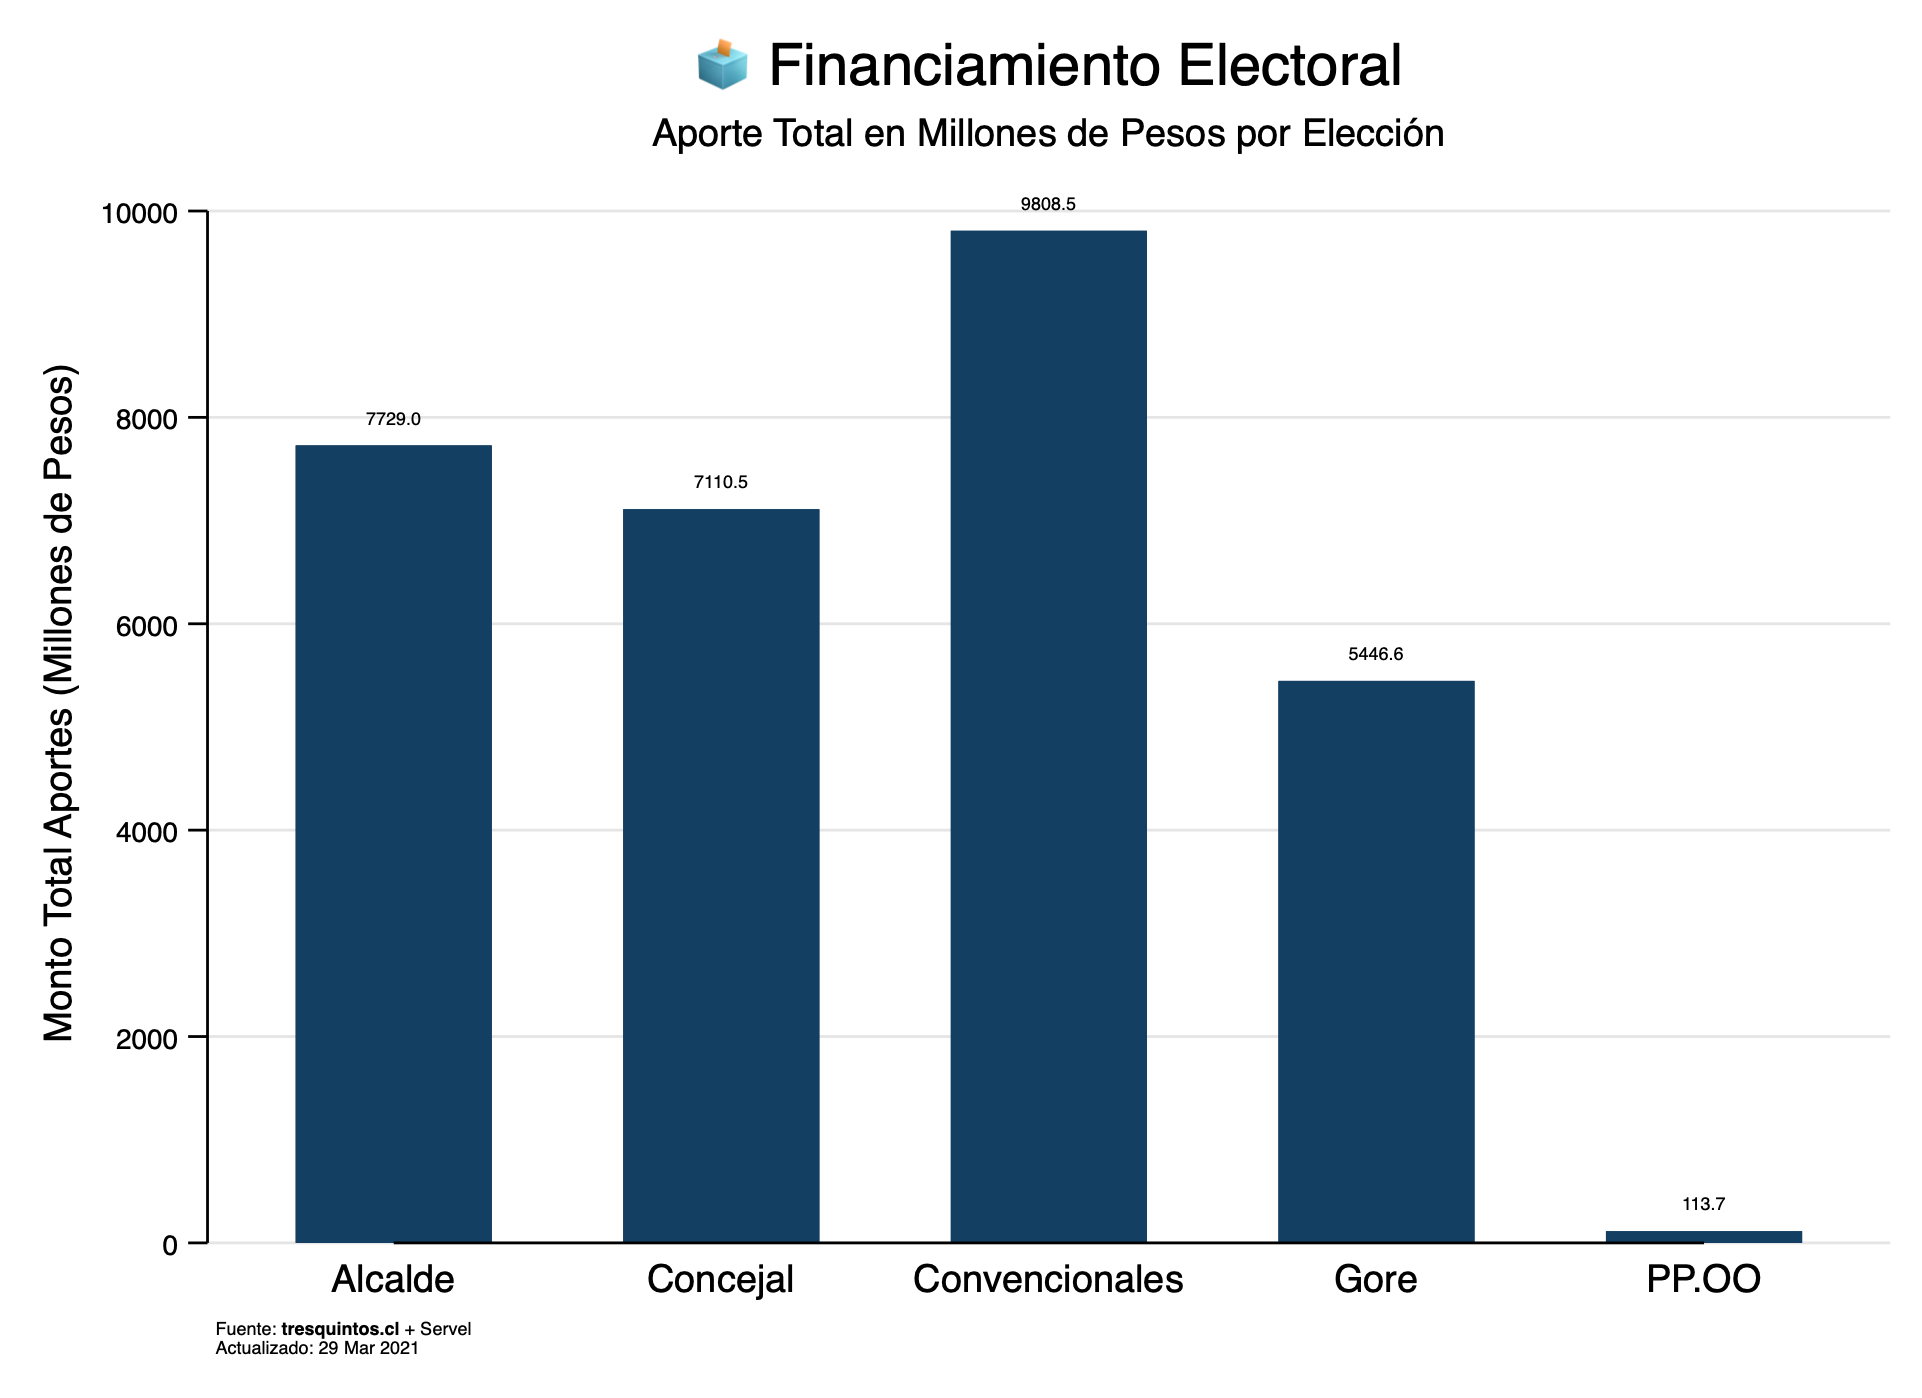 Financiamiento Electoral
Aporte Total en Millones de Pesos por Elección
Monto Total Aportes (Millones de Pesos)
10000
8000
6000
4000
2000
0
7729.0
7110.5
9808.5
5446.6
113.7
Alcalde
Concejal
Convencionales
Gore
PP.OO
Fuente: tresquintos.cl + Servel
Actualizado: 29 Mar 2021